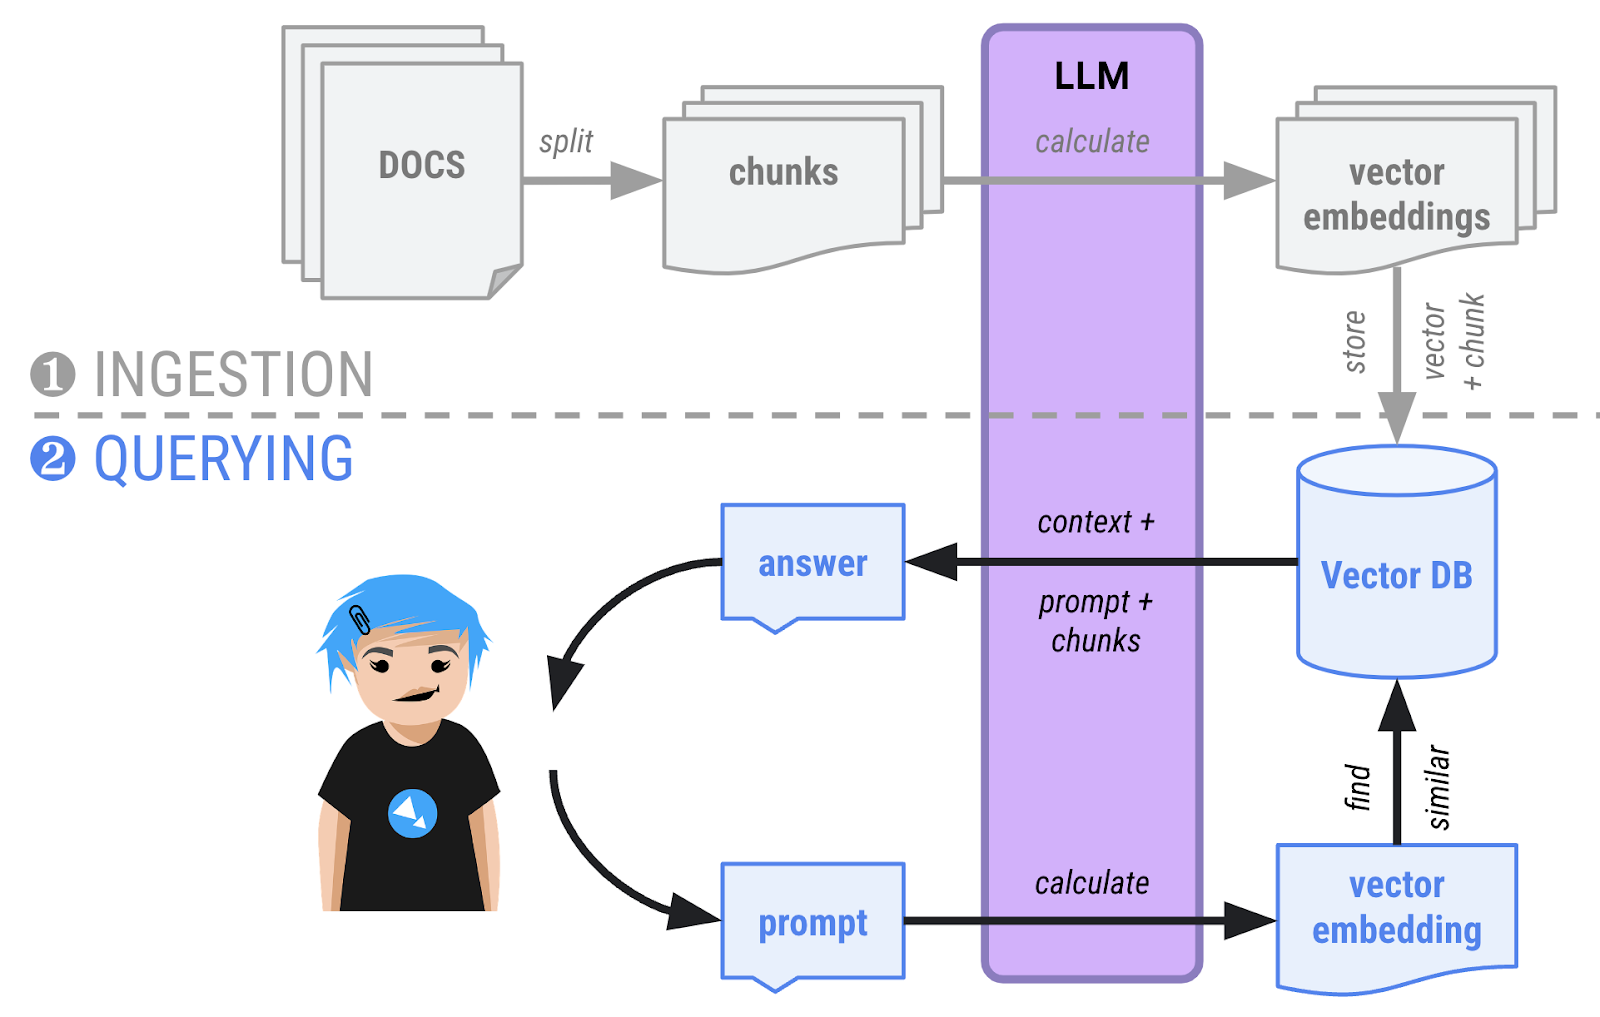 LLM
DOCS
split
chunks
calculate
vector
embeddings
store
vector
+ chunk
❶ INGESTION
❷ QUERYING
answer
context +
prompt +
chunks
Vector DB
find
similar
prompt
calculate
vector
embedding